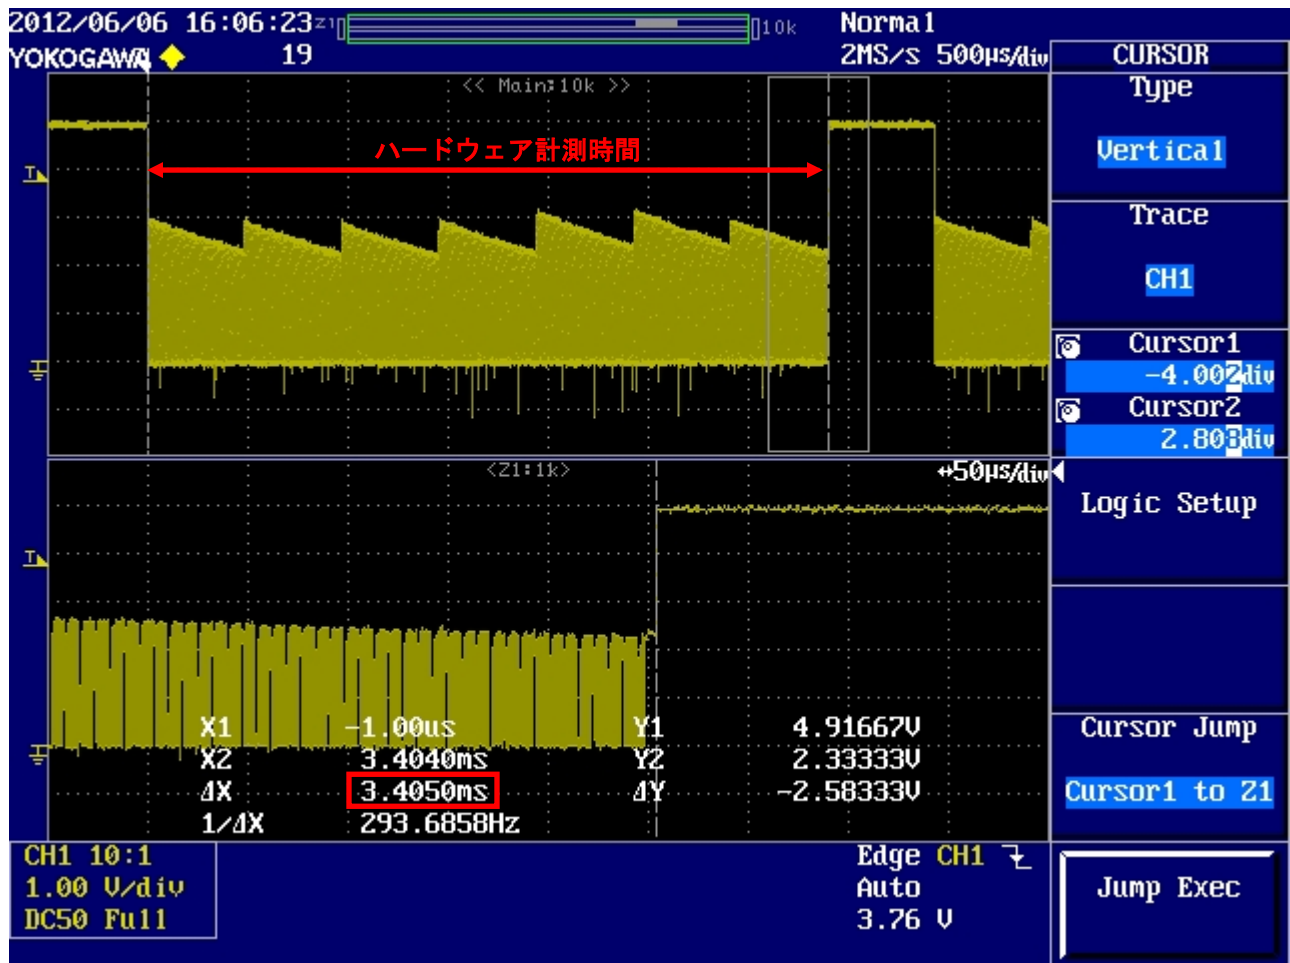 2012/06/06 16:06:23 Z1 10k Normal
YOKOGAWA 19 2MS/s 500µs/div
CURSOR
<< Main:10k >>
Type
Vertical
ハードウェア計測時間
T
Trace
CH1
Cursor1
-4.002div
Cursor2
2.808div
<Z1:1k> 50µs/div
Logic Setup
T
X1 -1.00us Y1 4.91667V
X2 3.4040ms Y2 2.33333V
ΔX 3.4050ms ΔY -2.58333V
1/ΔX 293.6858Hz
Cursor Jump
Cursor1 to Z1
CH1 10:1 Edge CH1
1.00 V/div Auto
DC50 Full 3.76 V
Jump Exec